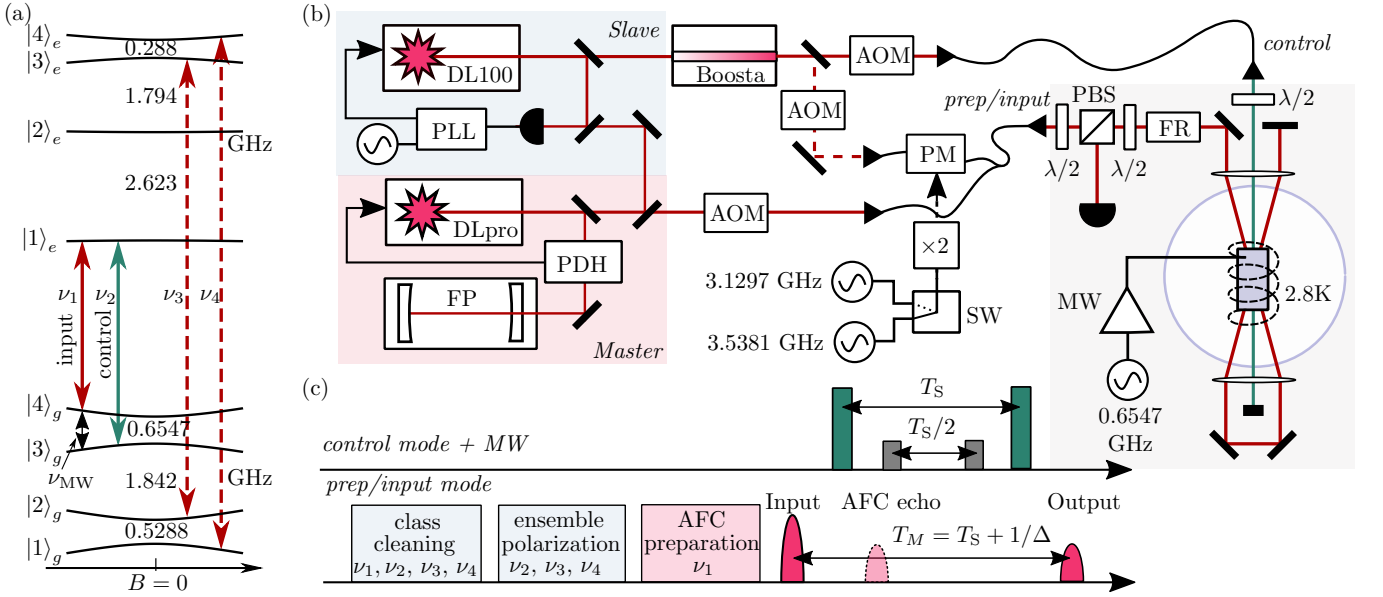 (a)
|4⟩e
0.288
|3⟩e
1.794
GHz
|2⟩e
2.623
|1⟩e
ν1
ν2
ν3
ν4
input
control
|4⟩g
0.6547
|3⟩g
νMW
1.842
GHz
|2⟩g
0.5288
|1⟩g
B = 0
(b)
Slave
DL100
PLL
Boosta
AOM
AOM
control
prep/input
PBS
λ/2
FR
λ/2
λ/2
PM
DLpro
PDH
FP
Master
AOM
×2
3.1297 GHz
SW
3.5381 GHz
MW
2.8K
0.6547
GHz
(c)
TS
TS/2
control mode + MW
prep/input mode
class
cleaning
ν1, ν2, ν3, ν4
ensemble
polarization
ν2, ν3, ν4
AFC
preparation
ν1
Input
AFC echo
Output
TM = TS + 1/Δ